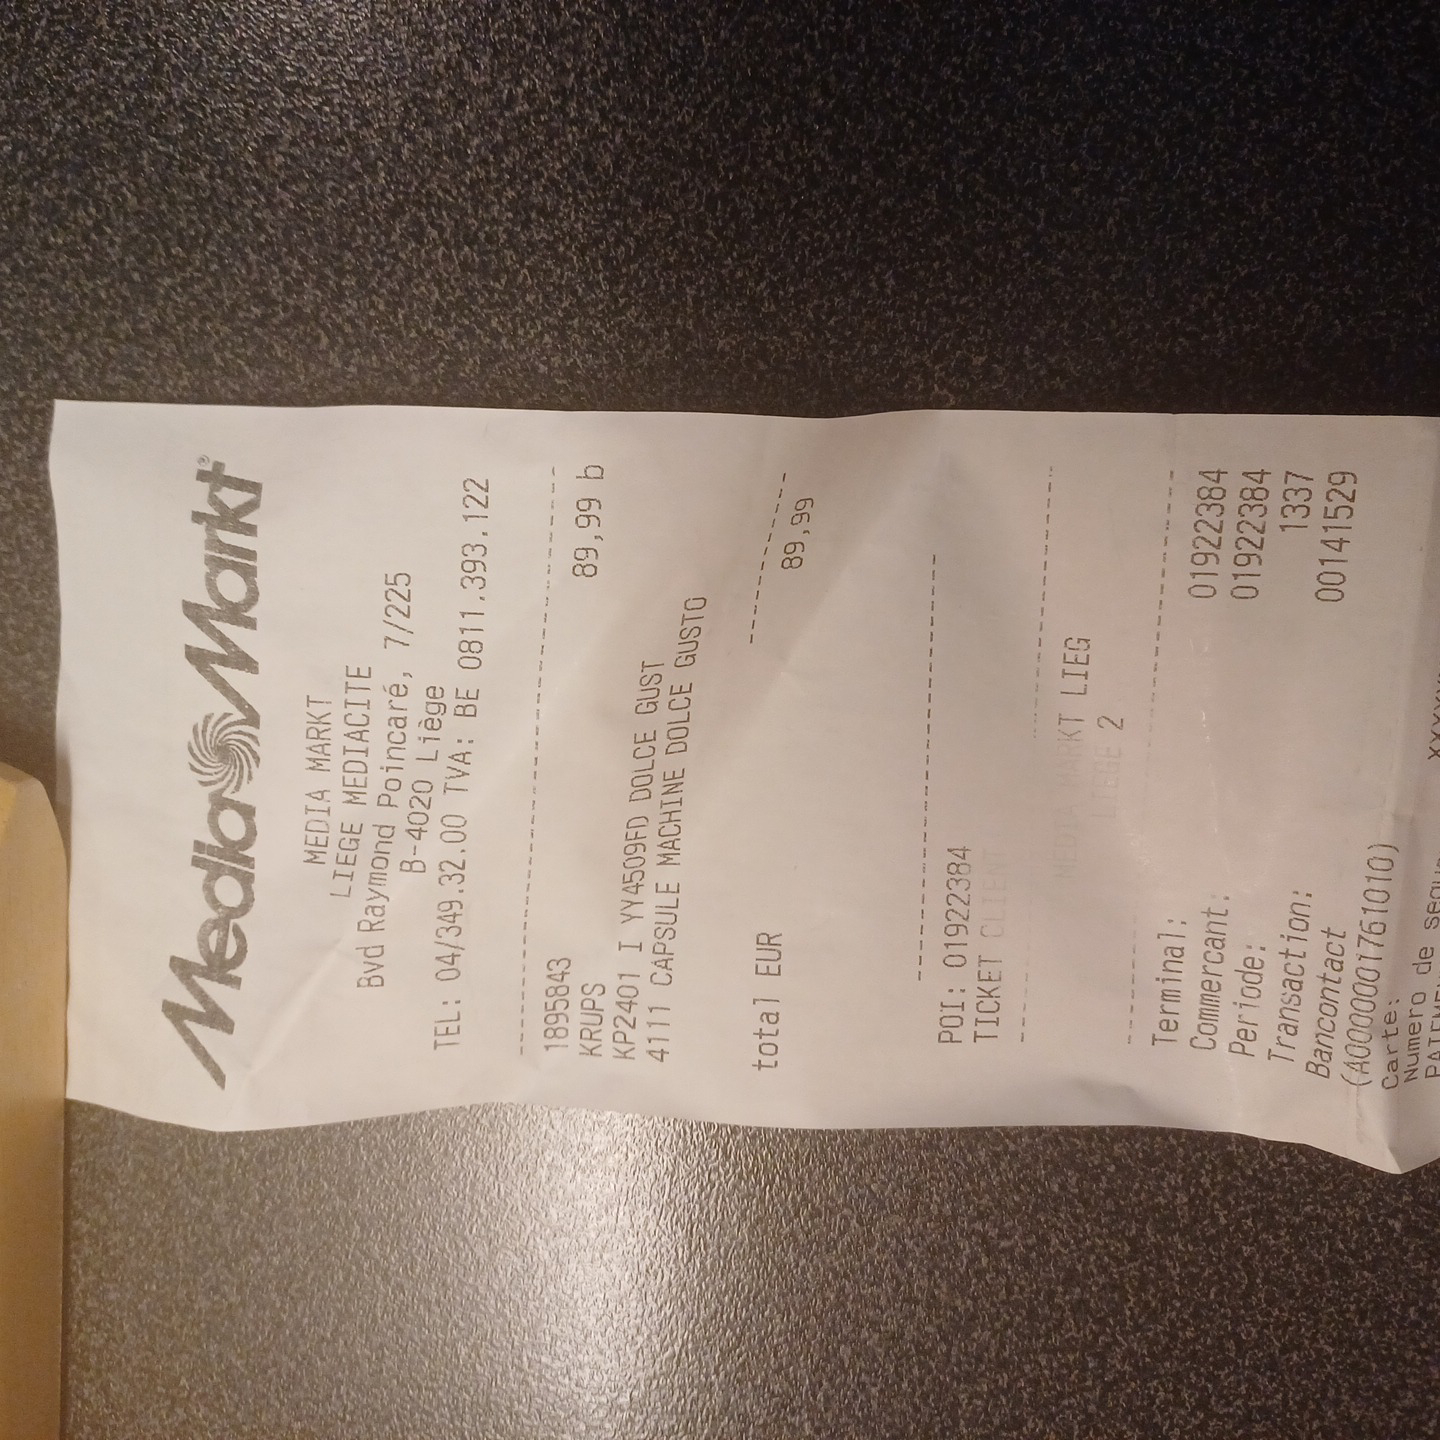 MediaMarkt®
MEDIA MARKT
LIEGE MEDIACITE
Bvd Raymond Poincaré, 7/225
B-4020 Liège
TEL: 04/349.32.00 TVA: BE 0811.393.122
1895843 89,99 b
KRUPS
KP2401 I YY4509FD DOLCE GUST
4111 CAPSULE MACHINE DOLCE GUSTO
total EUR 89,99
POI: 01922384
TICKET CLIENT
MEDIA MARKT LIEG
LIEGE 2
Terminal: 01922384
Commercant: 01922384
Periode: 1337
Transaction: 00141529
Bancontact
(A0000001761010)
Carte:
Numero de